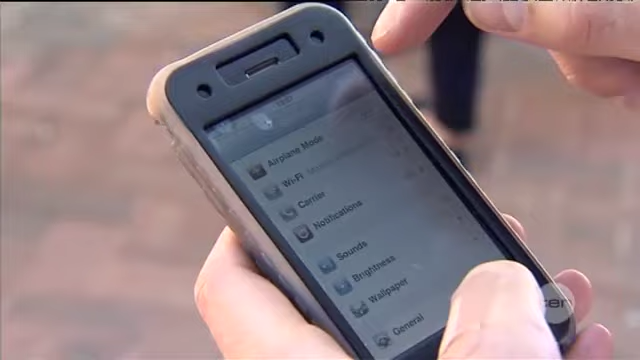 Airplane Mode
Wi-Fi
Carrier
Notifications
Sounds
Brightness
Wallpaper
General